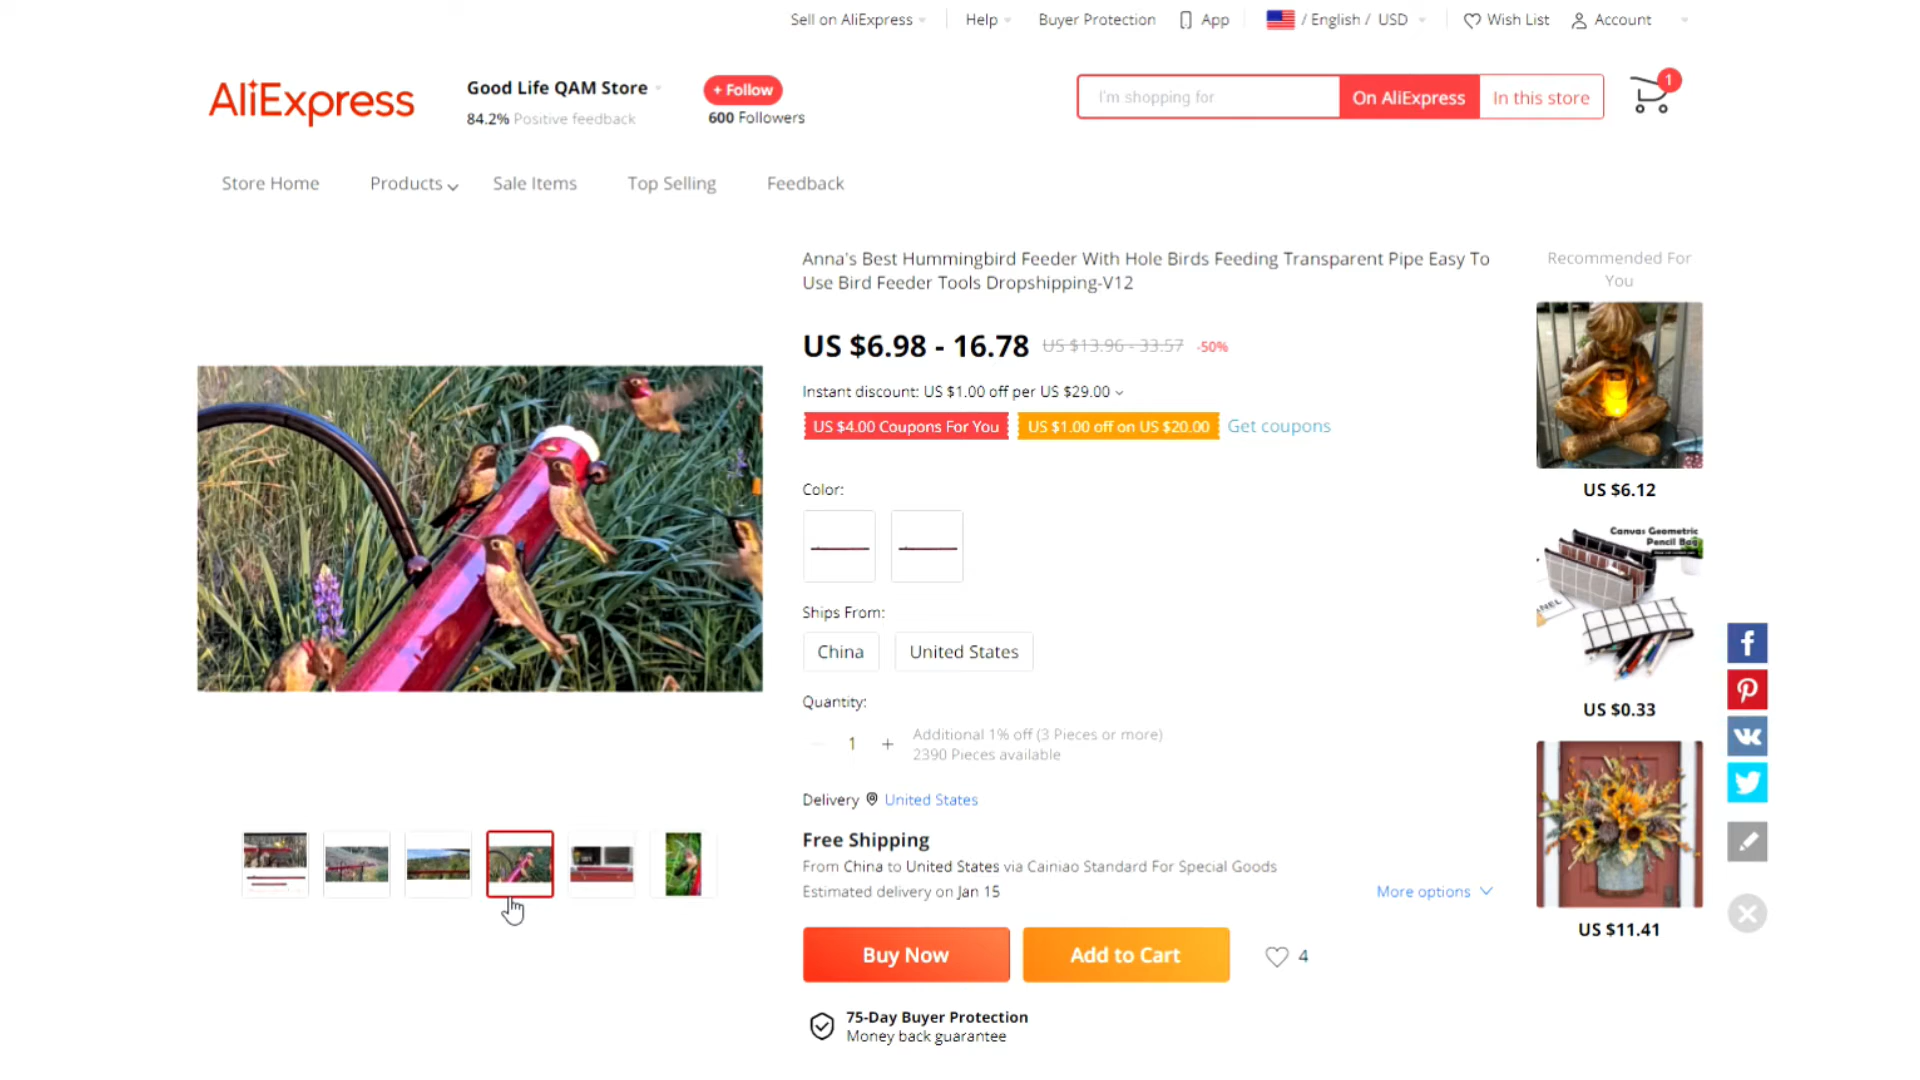 Sell on AliExpress
Help
Buyer Protection
App
/ English / USD
Wish List
Account
AliExpress
Good Life QAM Store
84.2% Positive feedback
+ Follow
600 Followers
I'm shopping for
On AliExpress
In this store
1
Store Home
Products
Sale Items
Top Selling
Feedback
Anna's Best Hummingbird Feeder With Hole Birds Feeding Transparent Pipe Easy To
Use Bird Feeder Tools Dropshipping-V12
US $6.98 - 16.78 US $13.96 - 33.57 -50%
Instant discount: US $1.00 off per US $29.00
US $4.00 Coupons For You
US $1.00 off on US $20.00
Get coupons
Color:
Ships From:
China
United States
Quantity:
1 +
Additional 1% off (3 Pieces or more)
2390 Pieces available
Delivery United States
Free Shipping
From China to United States via Cainiao Standard For Special Goods
Estimated delivery on Jan 15
More options
Buy Now
Add to Cart
4
75-Day Buyer Protection
Money back guarantee
Recommended For
You
US $6.12
Canvas Geometric
Pencil Bag
US $0.33
US $11.41